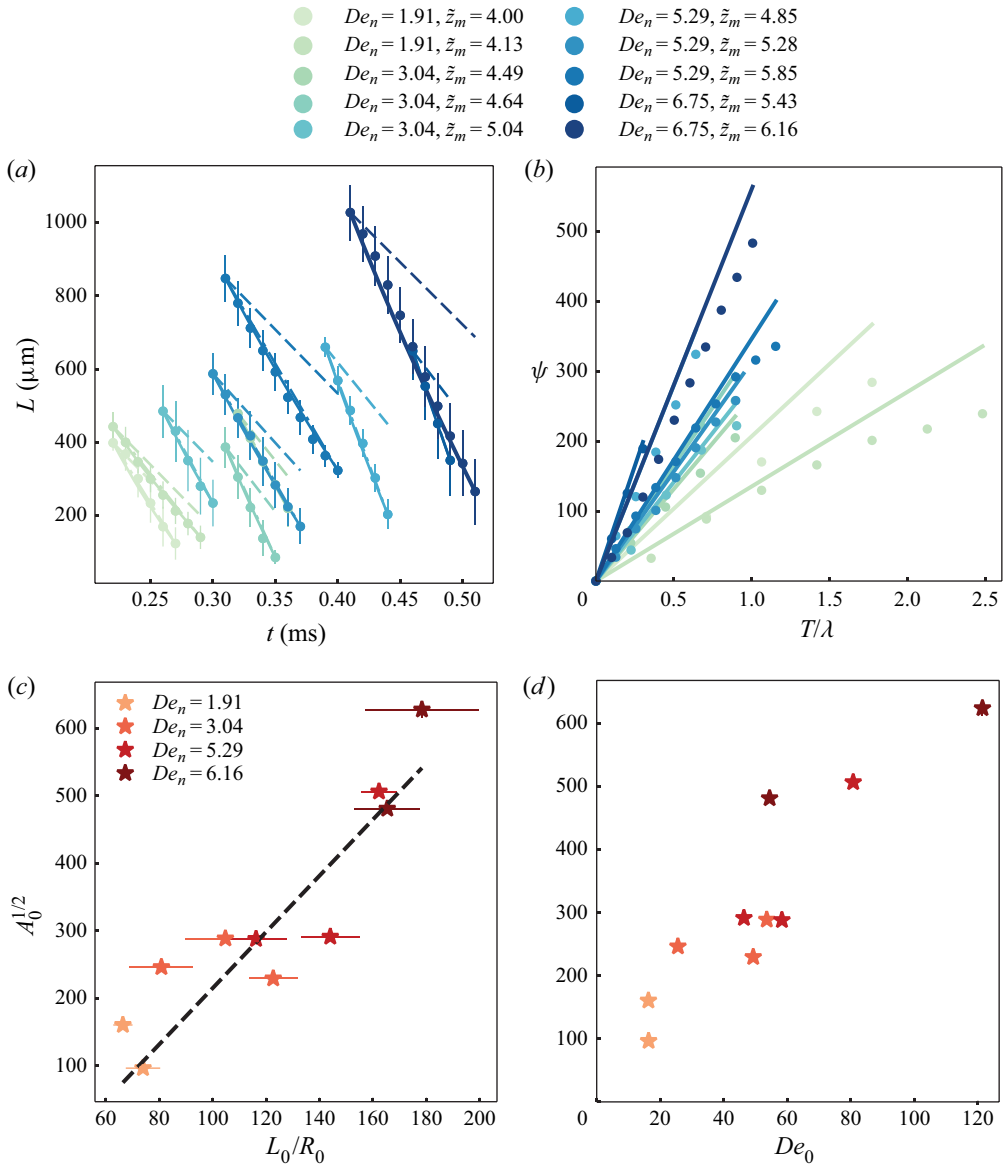 De_n = 1.91, z̃_m = 4.00
De_n = 1.91, z̃_m = 4.13
De_n = 3.04, z̃_m = 4.49
De_n = 3.04, z̃_m = 4.64
De_n = 3.04, z̃_m = 5.04
De_n = 5.29, z̃_m = 4.85
De_n = 5.29, z̃_m = 5.28
De_n = 5.29, z̃_m = 5.85
De_n = 6.75, z̃_m = 5.43
De_n = 6.75, z̃_m = 6.16
(a)
L (μm)
1000
800
600
400
200
0.25 0.30 0.35 0.40 0.45 0.50
t (ms)
(b)
ψ
500
400
300
200
100
0 0.5 1.0 1.5 2.0 2.5
T/λ
(c)
De_n = 1.91
De_n = 3.04
De_n = 5.29
De_n = 6.16
A_0^{1/2}
600
500
400
300
200
100
60 80 100 120 140 160 180 200
L_0/R_0
(d)
600
500
400
300
200
100
0 20 40 60 80 100 120
De_0